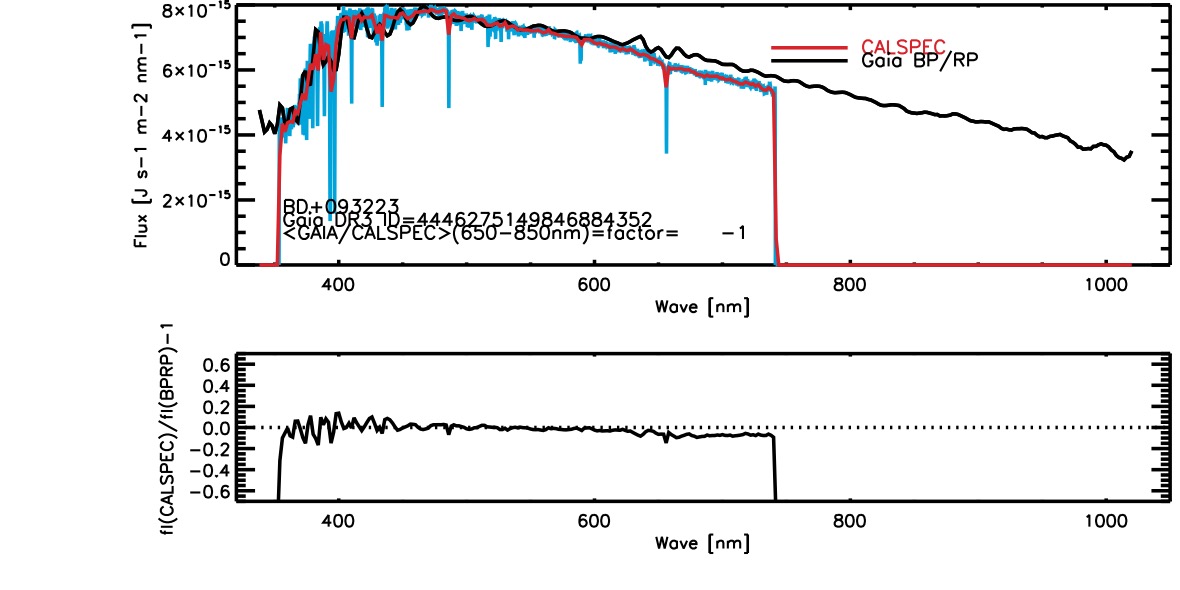 8×10−15
6×10−15
4×10−15
2×10−15
0
Flux [J s−1 m−2 nm−1]
CALSPEC
Gaia BP/RP
BD+093223
Gaia DR3 ID=4446275149846884352
<GAIA/CALSPEC>(650−850nm)=factor= −1
400 600 800 1000
Wave [nm]
fl(CALSPEC)/fl(BPRP)−1
0.6
0.4
0.2
0.0
−0.2
−0.4
−0.6
400 600 800 1000
Wave [nm]